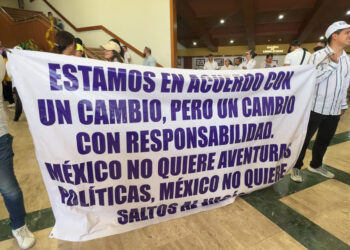 ESTAMOS EN ACUERDO CON
UN CAMBIO, PERO UN CAMBIO
CON RESPONSABILIDAD.
MÉXICO NO QUIERE AVENTURAS
POLÍTICAS, MÉXICO NO QUIERE
SALTOS AL